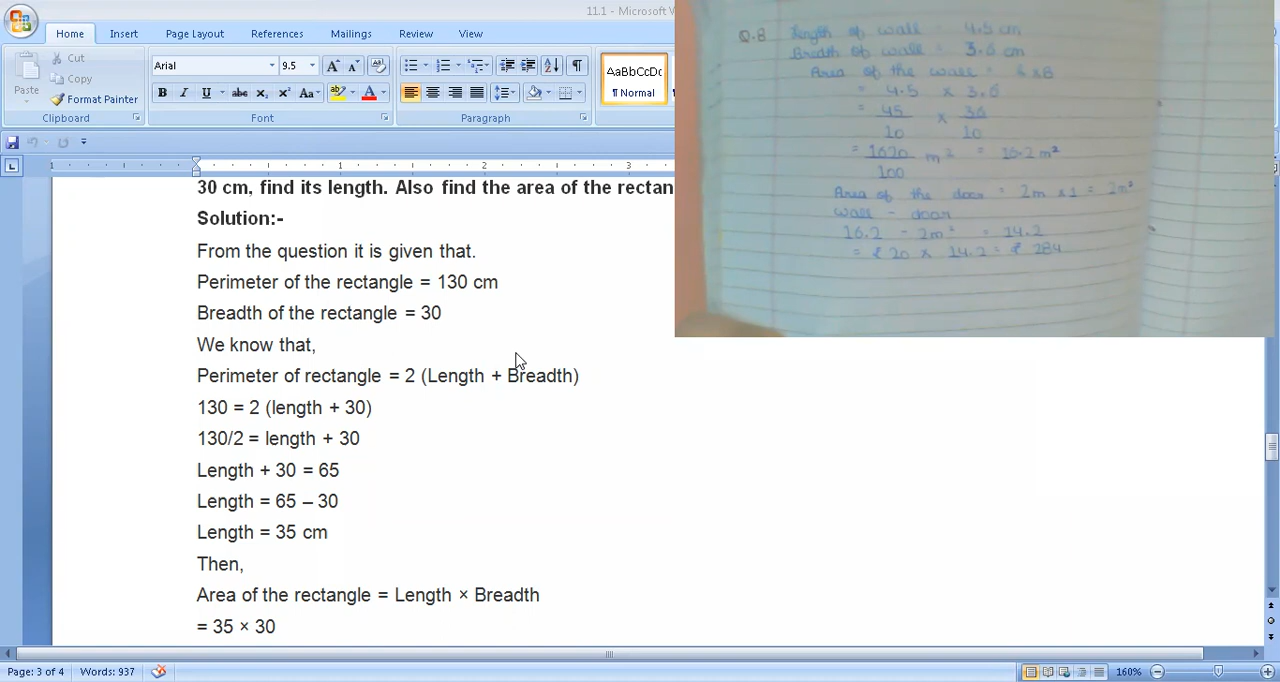 11.1 - Microsoft W
Home Insert Page Layout References Mailings Review View
Paste
Cut
Copy
Format Painter
Clipboard
Arial 9.5
Font
Paragraph
AaBbCcDc
¶ Normal
30 cm, find its length. Also find the area of the rectan
Solution:-
From the question it is given that.
Perimeter of the rectangle = 130 cm
Breadth of the rectangle = 30
We know that,
Perimeter of rectangle = 2 (Length + Breadth)
130 = 2 (length + 30)
130/2 = length + 30
Length + 30 = 65
Length = 65 – 30
Length = 35 cm
Then,
Area of the rectangle = Length × Breadth
= 35 × 30
Page: 3 of 4 Words: 937 160%
Q.8 Length of wall = 4.5 cm
Breadth of wall = 3.6 cm
Area of the wall = l × B
= 4.5 × 3.6
= 45/10 × 36/10
= 1620/100 m² = 16.2 m²
Area of the door = 2m × 1 = 2m²
wall - door
16.2 - 2m² = 14.2
= ₹ 20 × 14.2 = ₹ 284